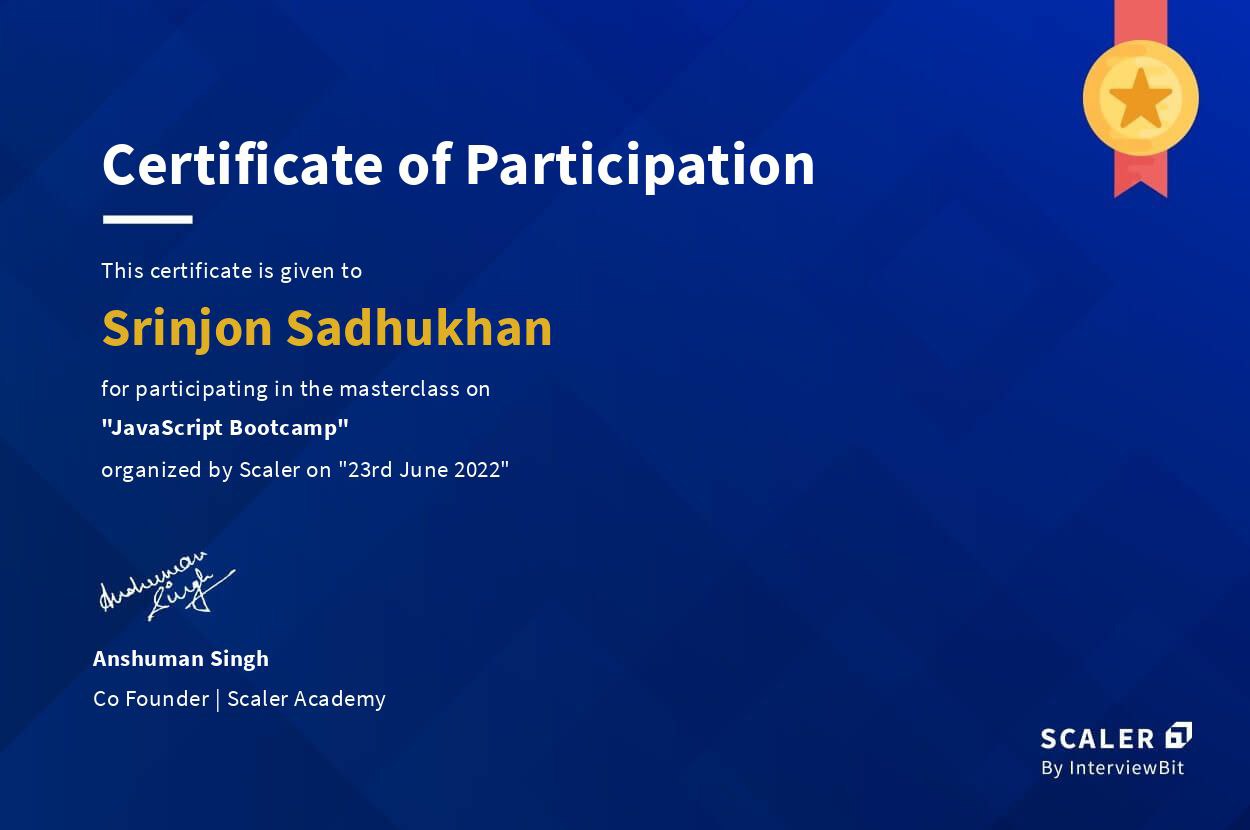 Certificate of Participation
This certificate is given to
Srinjon Sadhukhan
for participating in the masterclass on
"JavaScript Bootcamp"
organized by Scaler on "23rd June 2022"
Anshuman
Singh
Anshuman Singh
Co Founder | Scaler Academy
SCALER
By InterviewBit